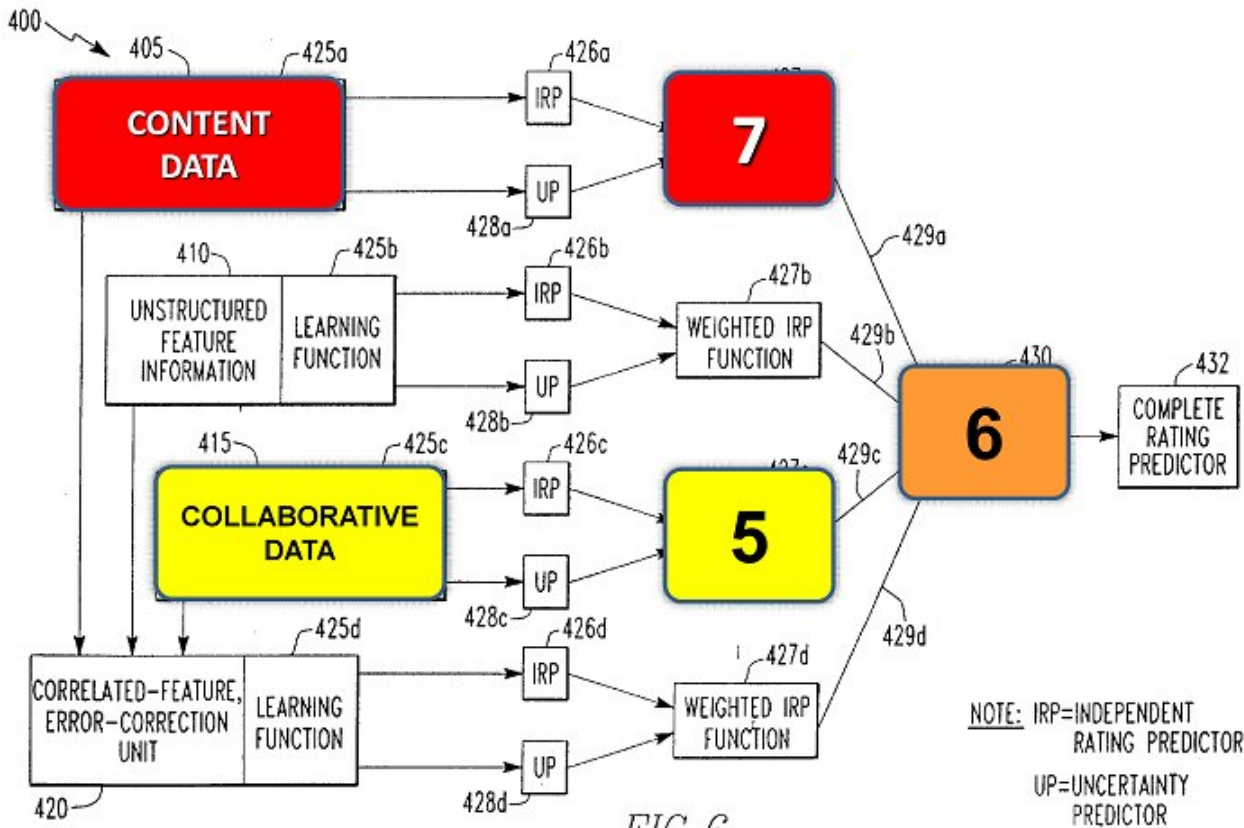 400
405
425a
426a
CONTENT
DATA
IRP
7
UP
428a
429a
410
425b
426b
427b
UNSTRUCTURED
FEATURE
INFORMATION
LEARNING
FUNCTION
IRP
WEIGHTED IRP
FUNCTION
429b
UP
428b
430
432
6
COMPLETE
RATING
PREDICTOR
415
425c
426c
429c
COLLABORATIVE
DATA
IRP
5
UP
428c
429d
425d
426d
427d
CORRELATED-FEATURE,
ERROR-CORRECTION
UNIT
LEARNING
FUNCTION
IRP
WEIGHTED IRP
FUNCTION
UP
428d
420
NOTE: IRP=INDEPENDENT
RATING PREDICTOR
UP=UNCERTAINTY
PREDICTOR